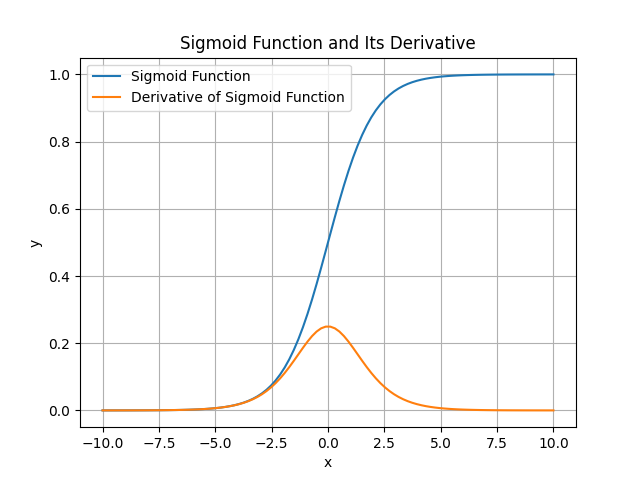 Sigmoid Function and Its Derivative
Sigmoid Function
Derivative of Sigmoid Function
1.0
0.8
0.6
0.4
0.2
0.0
y
−10.0 −7.5 −5.0 −2.5 0.0 2.5 5.0 7.5 10.0
x